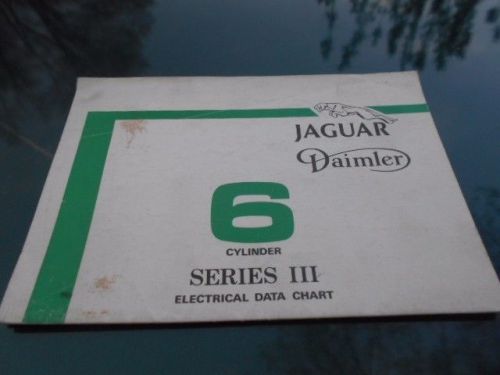 JAGUAR
Daimler
6
CYLINDER
SERIES III
ELECTRICAL DATA CHART